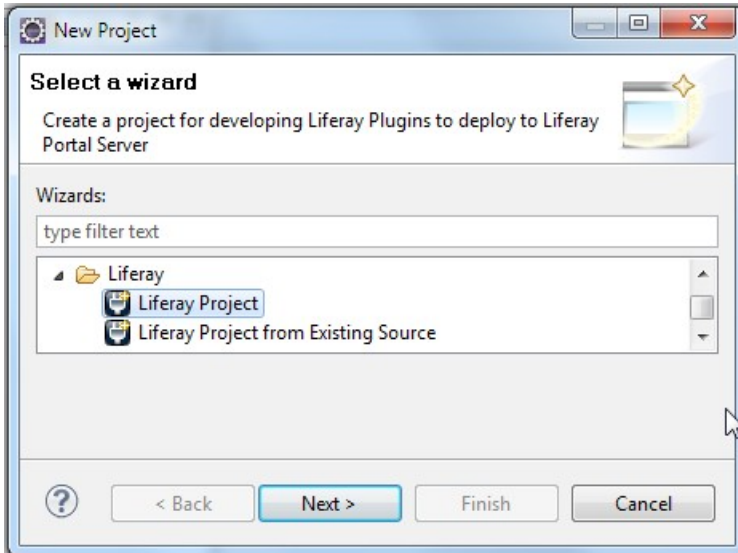 New Project
Select a wizard
Create a project for developing Liferay Plugins to deploy to Liferay
Portal Server
Wizards:
type filter text
Liferay
Liferay Project
Liferay Project from Existing Source
?
< Back Next > Finish Cancel